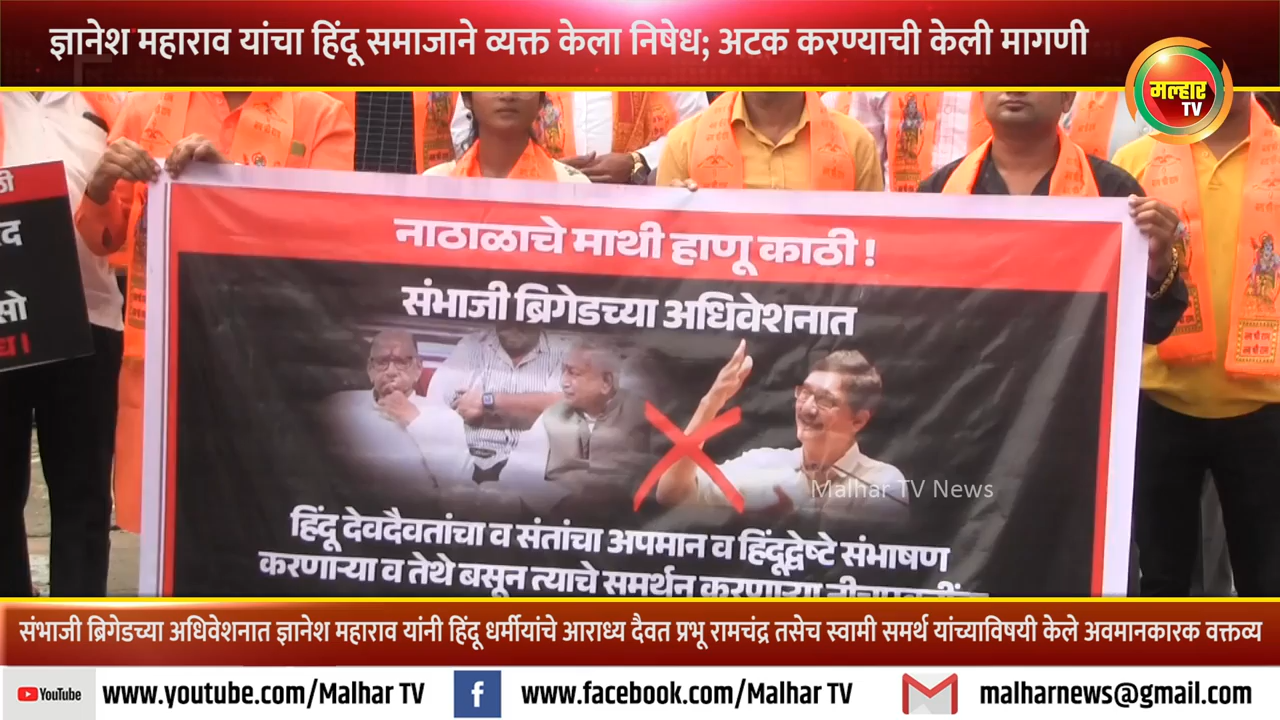 ज्ञानेश महाराव यांचा हिंदू समाजाने व्यक्त केला निषेध; अटक करण्याची केली मागणी
मल्हार
TV
नाठाळाचे माथी हाणू काठी !
संभाजी ब्रिगेडच्या अधिवेशनात
Malhar TV News
हिंदू देवदैवतांचा व संतांचा अपमान व हिंदूद्वेष्टे संभाषण
करणाऱ्या व तेथे बसून त्याचे समर्थन करणाऱ्या
संभाजी ब्रिगेडच्या अधिवेशनात ज्ञानेश महाराव यांनी हिंदू धर्मीयांचे आराध्य दैवत प्रभू रामचंद्र तसेच स्वामी समर्थ यांच्याविषयी केले अवमानकारक वक्तव्य
YouTube www.youtube.com/Malhar TV www.facebook.com/Malhar TV malharnews@gmail.com